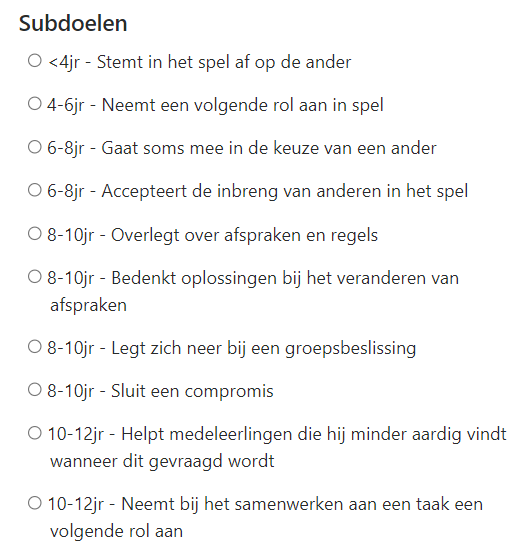 Subdoelen
<4jr - Stemt in het spel af op de ander
4-6jr - Neemt een volgende rol aan in spel
6-8jr - Gaat soms mee in de keuze van een ander
6-8jr - Accepteert de inbreng van anderen in het spel
8-10jr - Overlegt over afspraken en regels
8-10jr - Bedenkt oplossingen bij het veranderen van
afspraken
8-10jr - Legt zich neer bij een groepsbeslissing
8-10jr - Sluit een compromis
10-12jr - Helpt medeleerlingen die hij minder aardig vindt
wanneer dit gevraagd wordt
10-12jr - Neemt bij het samenwerken aan een taak een
volgende rol aan